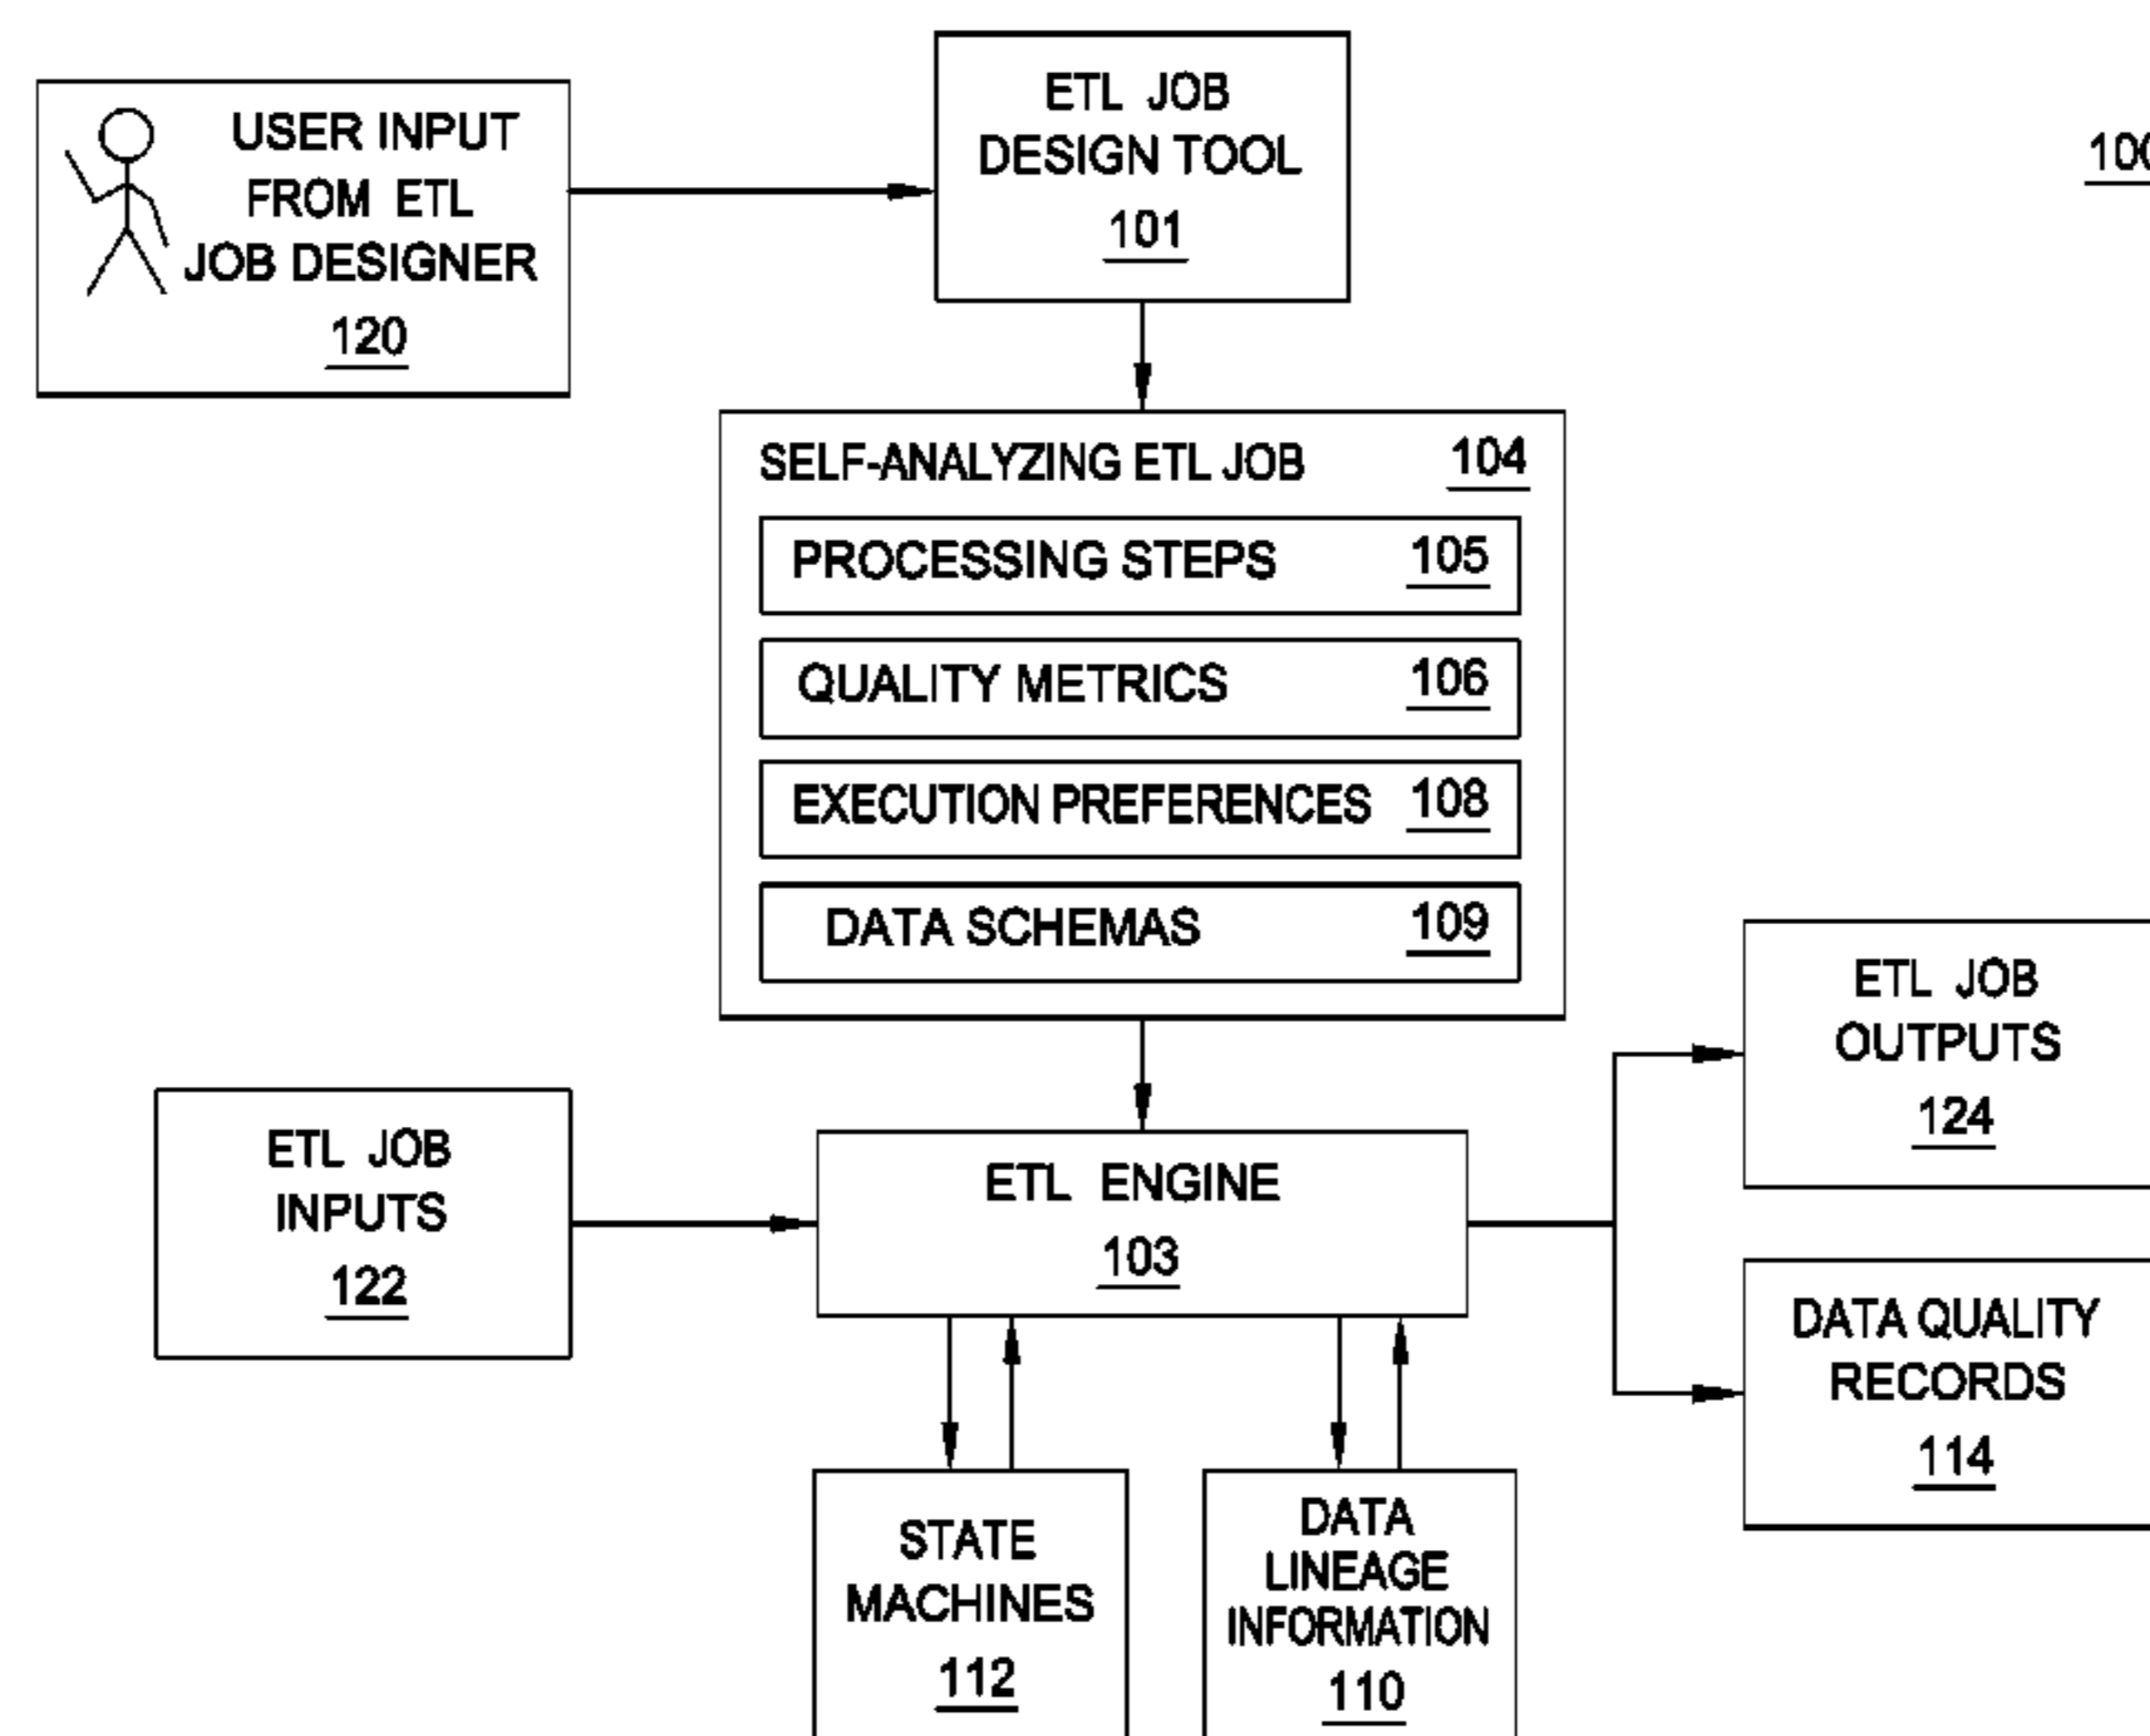 USER INPUT
FROM ETL
JOB DESIGNER
120
ETL JOB
DESIGN TOOL
101
100
SELF-ANALYZING ETL JOB 104
PROCESSING STEPS 105
QUALITY METRICS 106
EXECUTION PREFERENCES 108
DATA SCHEMAS 109
ETL JOB
INPUTS
122
ETL ENGINE
103
ETL JOB
OUTPUTS
124
DATA QUALITY
RECORDS
114
STATE
MACHINES
112
DATA
LINEAGE
INFORMATION
110